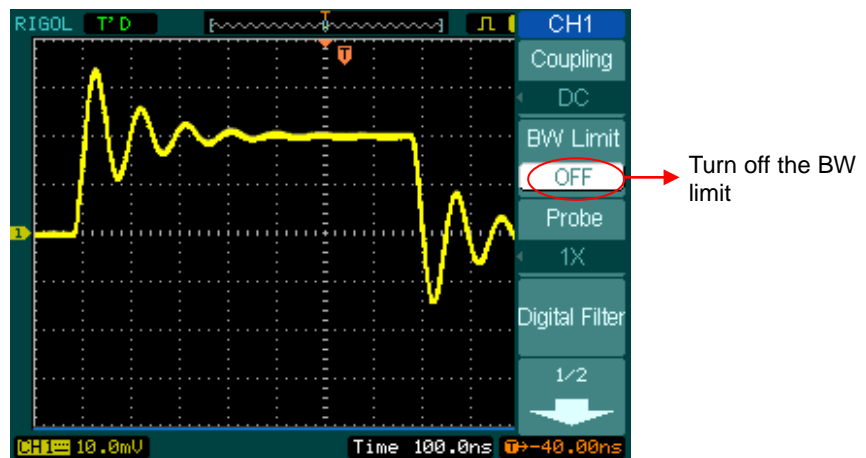 RIGOL T'D T CH1
T
Coupling
DC
BW Limit
OFF
Turn off the BW
limit
1
Probe
1X
Digital Filter
1/2
CH1 10.0mV Time 100.0ns T→-40.00ns